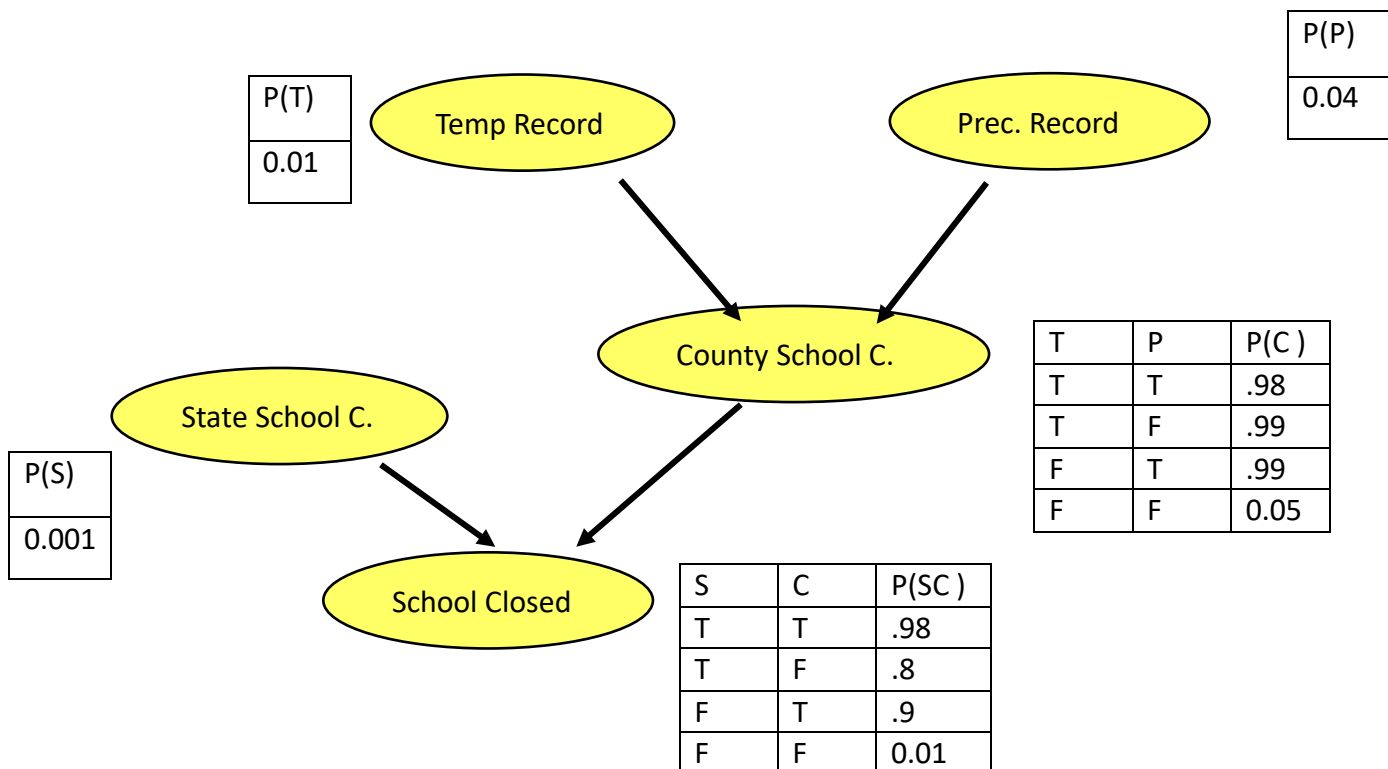 P(P)
0.04
P(T)
0.01
Temp Record
Prec. Record
County School C.
T P P(C )
T T .98
T F .99
F T .99
F F 0.05
State School C.
P(S)
0.001
School Closed
S C P(SC )
T T .98
T F .8
F T .9
F F 0.01